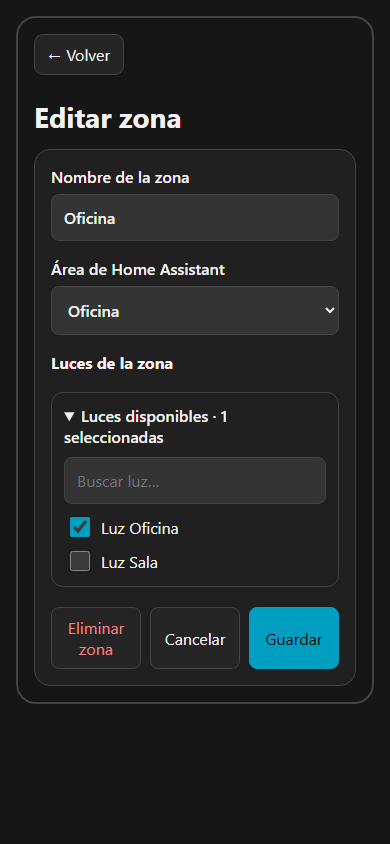 ← Volver
Editar zona
Nombre de la zona
Oficina
Área de Home Assistant
Oficina
Luces de la zona
▼ Luces disponibles · 1
seleccionadas
Buscar luz...
Luz Oficina
Luz Sala
Eliminar
zona
Cancelar
Guardar